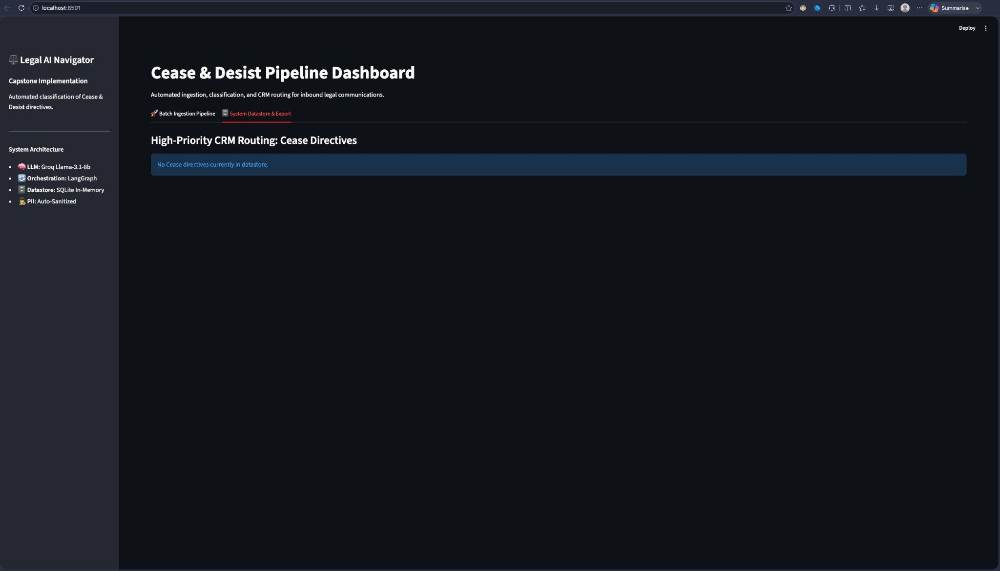 localhost:8501
Summarise
Deploy
Legal AI Navigator
Capstone Implementation
Automated classification of Cease &
Desist directives.
System Architecture
LLM: Groq Llama-3.1-8b
Orchestration: LangGraph
Datastore: SQLite In-Memory
PII: Auto-Sanitized
Cease & Desist Pipeline Dashboard
Automated ingestion, classification, and CRM routing for inbound legal communications.
Batch Ingestion Pipeline
System Datastore & Export
High-Priority CRM Routing: Cease Directives
No Cease directives currently in datastore.